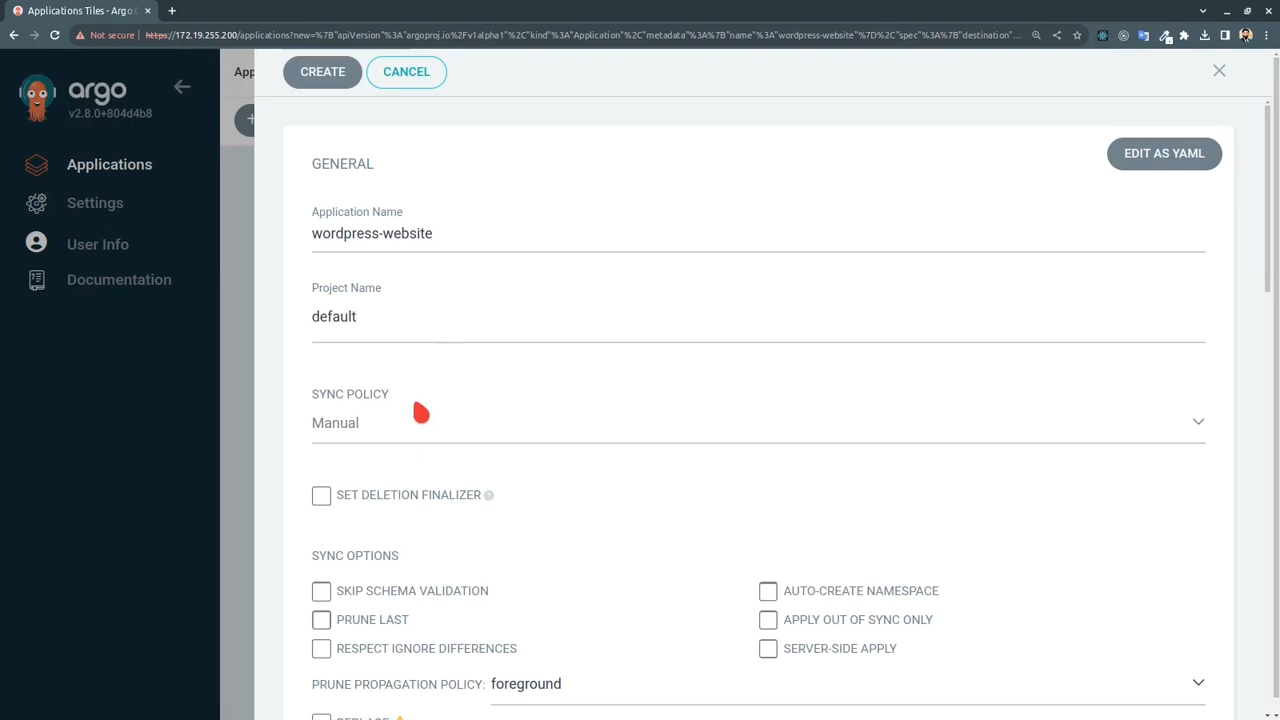 Applications Tiles - Argo C
Not secure https://172.19.255.200/applications?new=%7B"apiVersion"%3A"argoproj.io%2Fv1alpha1"%2C"kind"%3A"Application"%2C"metadata"%3A%7B"name"%3A"wordpress-website"%7D%2C"spec"%3A%7B"destination"...
argo
v2.8.0+804d4b8
Applications
Settings
User Info
Documentation
App
+
CREATE
CANCEL
GENERAL
EDIT AS YAML
Application Name
wordpress-website
Project Name
default
SYNC POLICY
Manual
SET DELETION FINALIZER
SYNC OPTIONS
SKIP SCHEMA VALIDATION
AUTO-CREATE NAMESPACE
PRUNE LAST
APPLY OUT OF SYNC ONLY
RESPECT IGNORE DIFFERENCES
SERVER-SIDE APPLY
PRUNE PROPAGATION POLICY: foreground